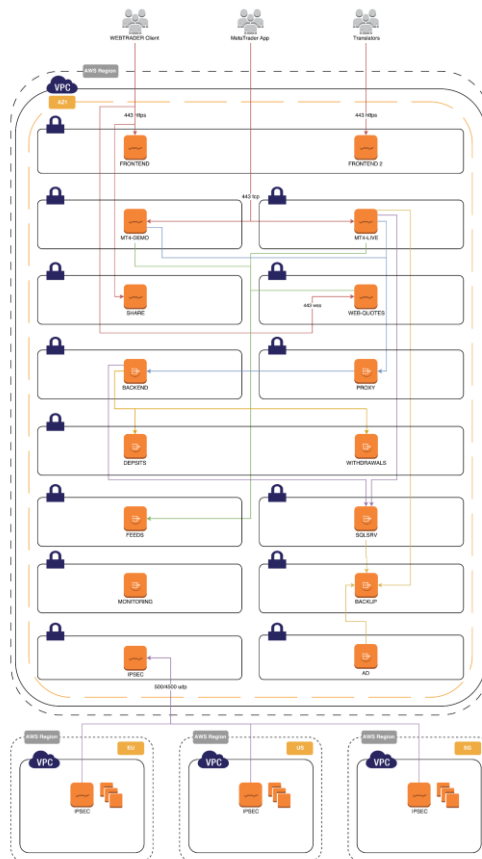 WEBTRADER Client
MetaTrader App
Translators
AWS Region
VPC
AZ1
443 https
443 https
FRONTEND
FRONTEND 2
443 tcp
MT4-DEMO
MT4-LIVE
443 wss
SHARE
WEB-QUOTES
BACKEND
PROXY
DEPSITS
WITHDRAWALS
FEEDS
SQLSRV
MONITORING
BACKUP
IPSEC
AD
500/4500 udp
AWS Region
AWS Region
AWS Region
EU
US
SG
VPC
VPC
VPC
IPSEC
IPSEC
IPSEC